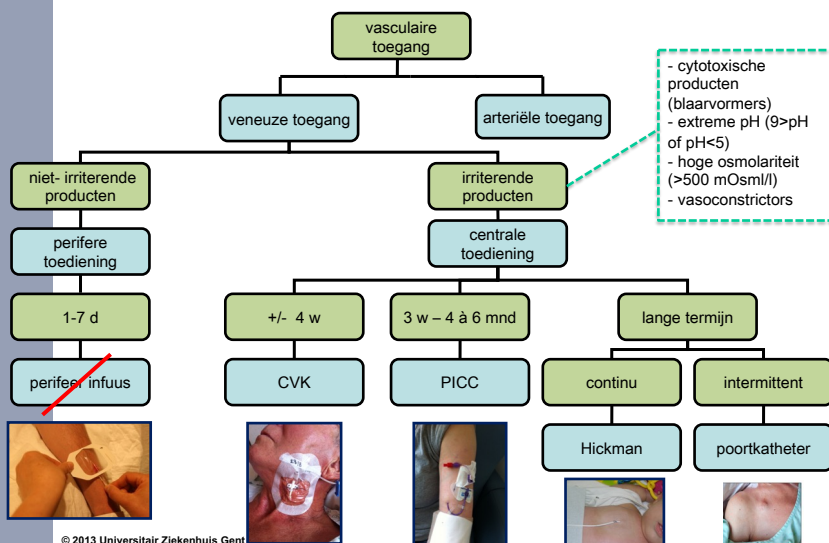 vasculaire
toegang
veneuze toegang
arteriële toegang
- cytotoxische
producten
(blaarvormers)
- extreme pH (9>pH
of pH<5)
- hoge osmolariteit
(>500 mOsml/l)
- vasoconstrictors
niet- irriterende
producten
irriterende
producten
perifere
toediening
centrale
toediening
1-7 d
+/- 4 w
3 w – 4 à 6 mnd
lange termijn
perifeer infuus
CVK
PICC
continu
intermittent
Hickman
poortkatheter
© 2013 Universitair Ziekenhuis Gent